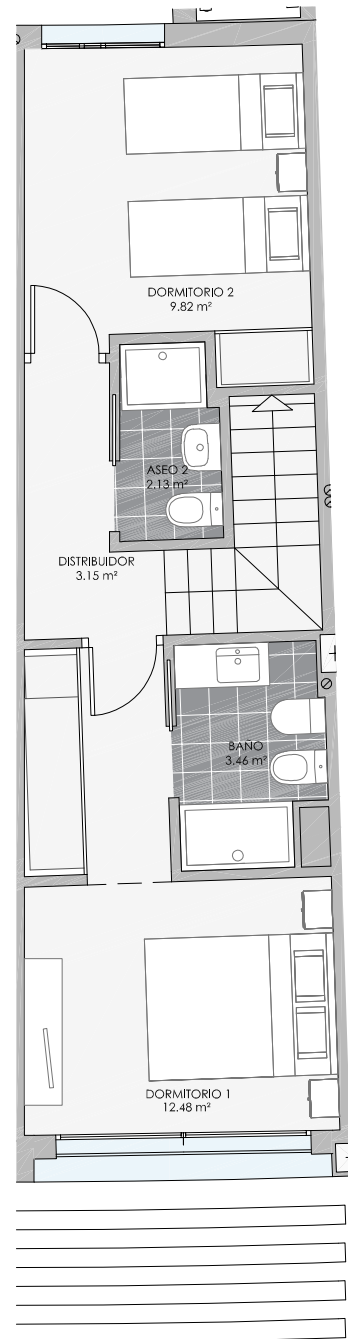 DORMITORIO 2
9.82 m²
ASEO 2
2.13 m²
DISTRIBUIDOR
3.15 m²
BAÑO
3.46 m²
DORMITORIO 1
12.48 m²